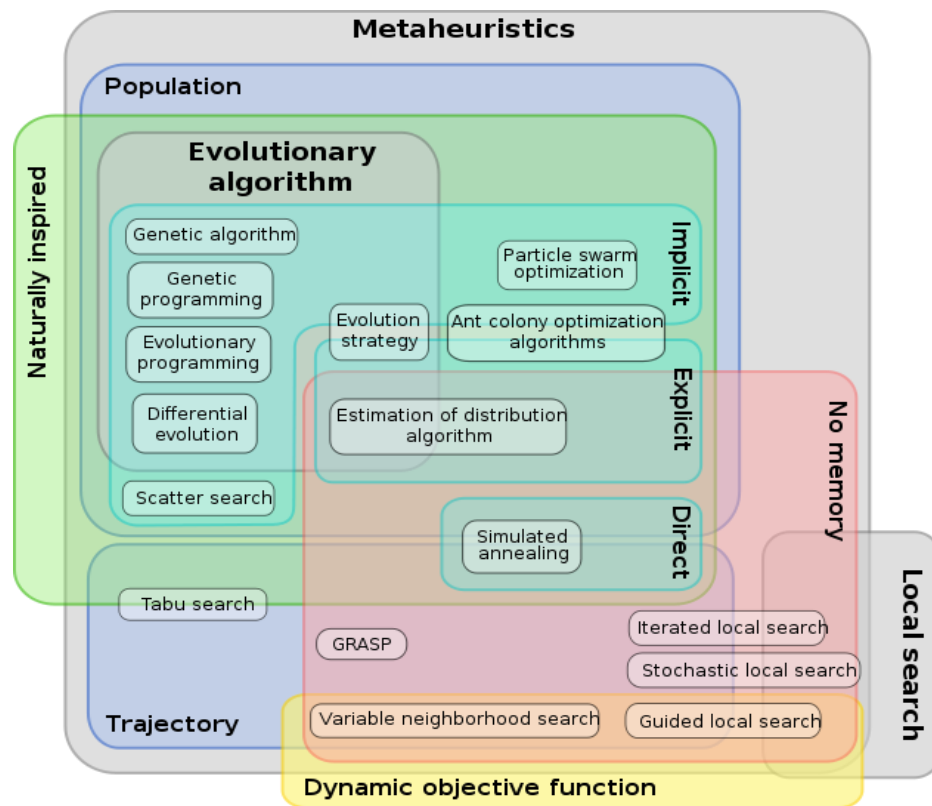 Metaheuristics
Population
Naturally inspired
Evolutionary
algorithm
Implicit
Genetic algorithm
Particle swarm
optimization
Genetic
programming
Evolution
strategy
Ant colony optimization
algorithms
Evolutionary
programming
Explicit
No memory
Differential
evolution
Estimation of distribution
algorithm
Scatter search
Direct
Simulated
annealing
Local search
Tabu search
GRASP
Iterated local search
Stochastic local search
Trajectory
Variable neighborhood search
Guided local search
Dynamic objective function